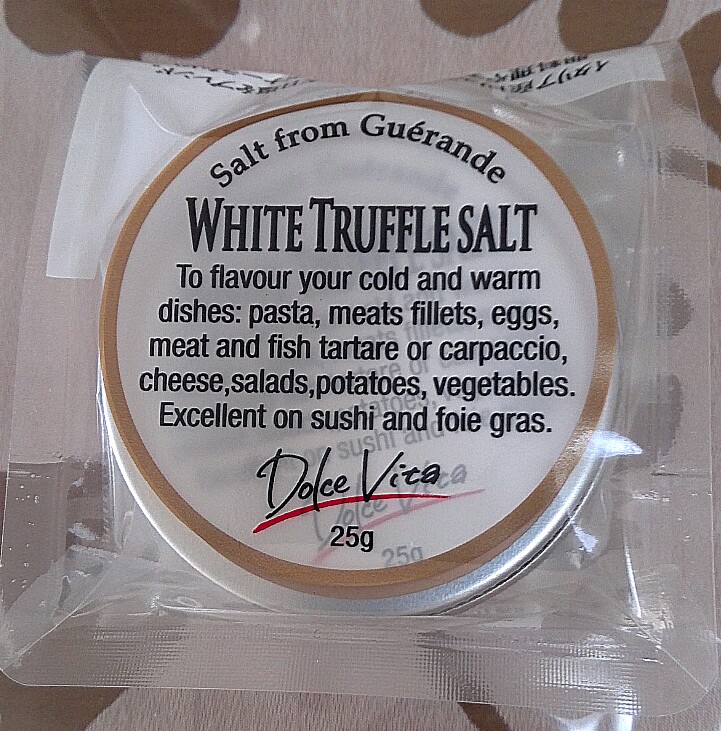 Salt from Guérande
WHITE TRUFFLE SALT
To flavour your cold and warm
dishes: pasta, meats fillets, eggs,
meat and fish tartare or carpaccio,
cheese,salads,potatoes, vegetables.
Excellent on sushi and foie gras.
Dolce Vita
25g